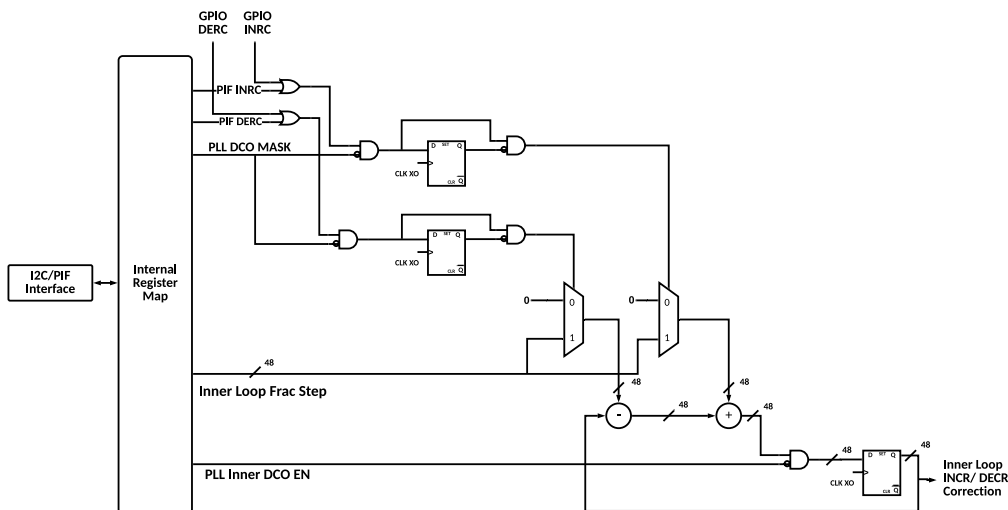 GPIO
DERC
GPIO
INRC
PIF INRC
PIF DERC
PLL DCO MASK
D SET Q
CLK XO
CLR Q
D SET Q
CLK XO
CLR Q
I2C/PIF
Interface
Internal
Register
Map
0
0
1
0
0
1
48
Inner Loop Frac Step
48
48
-
48
+
48
PLL Inner DCO EN
48
D SET Q
CLK XO
CLR Q
48
Inner Loop
INCR/ DECR
Correction